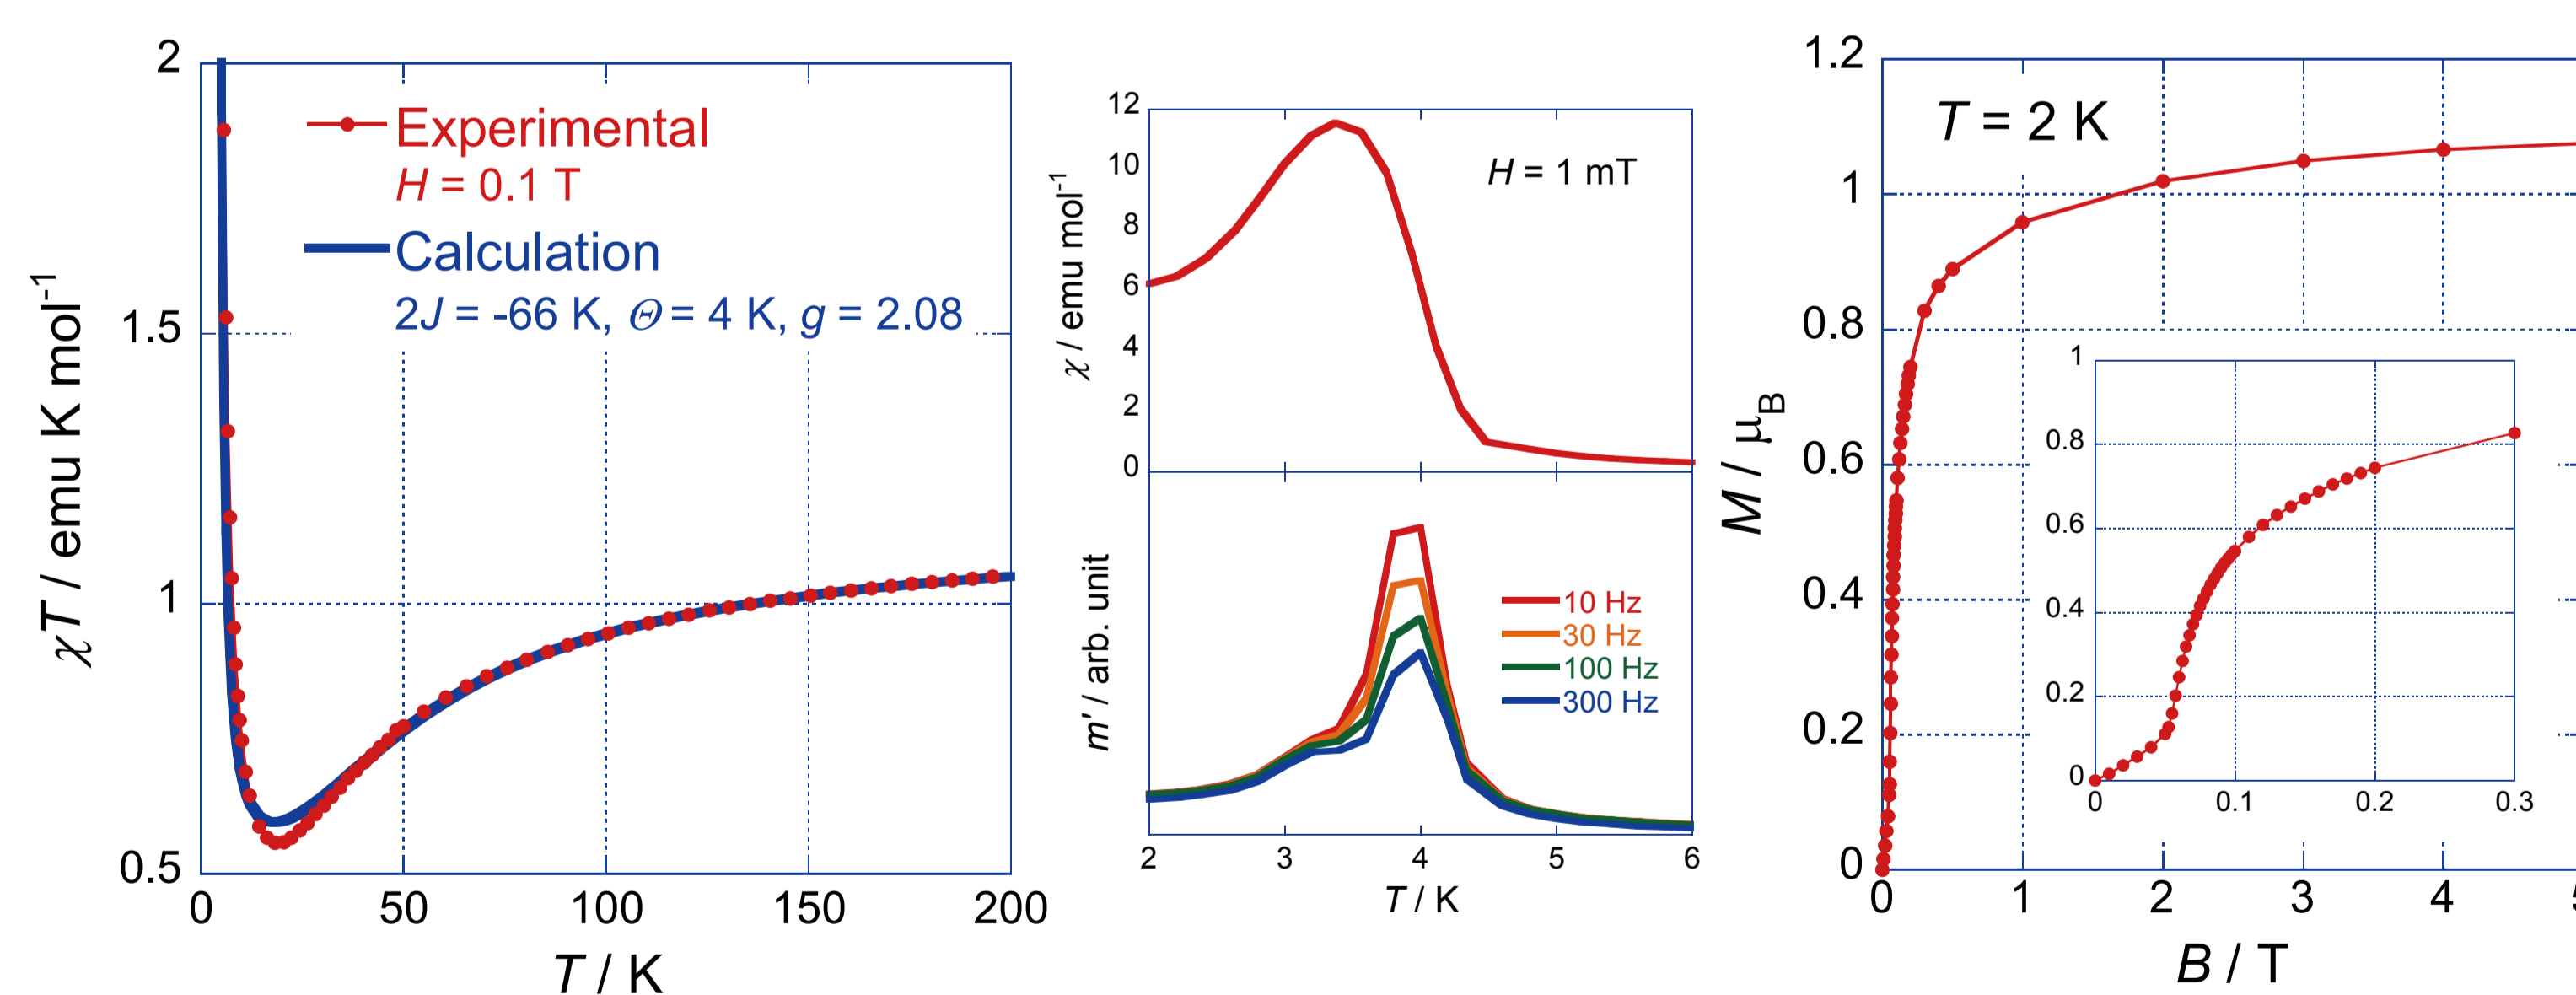 2
1.5
1
0.5
χT / emu K mol-1
Experimental
H = 0.1 T
Calculation
2J = -66 K, Θ = 4 K, g = 2.08
0 50 100 150 200
T / K
12
10
8
6
4
2
0
χ / emu mol-1
H = 1 mT
m' / arb. unit
10 Hz
30 Hz
100 Hz
300 Hz
2 3 4 5 6
T / K
1.2
1
0.8
0.6
0.4
0.2
0
M / μB
T = 2 K
1
0.8
0.6
0.4
0.2
0
0 0.1 0.2 0.3
0 1 2 3 4
B / T